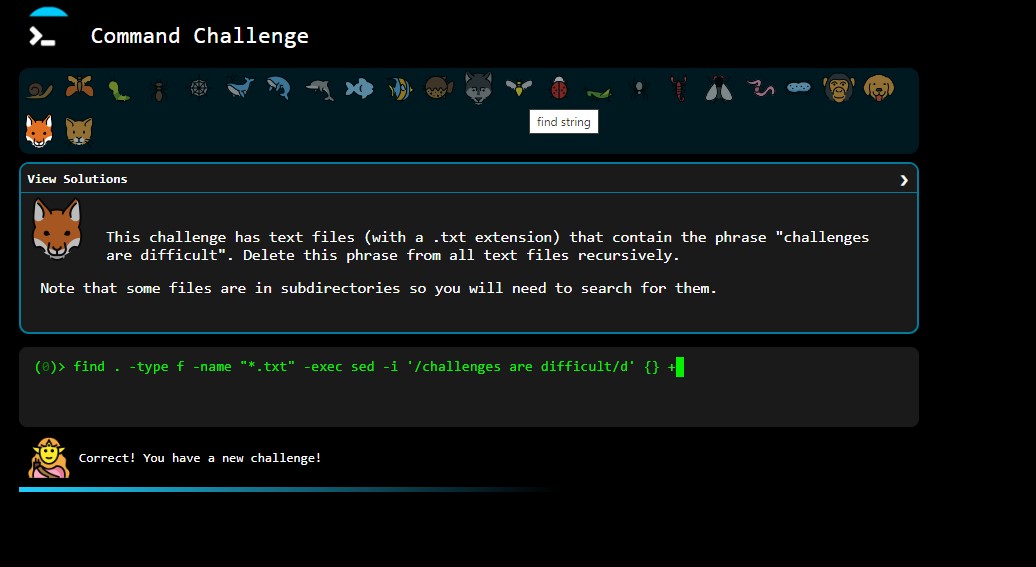 Command Challenge
find string
View Solutions
This challenge has text files (with a .txt extension) that contain the phrase "challenges
are difficult". Delete this phrase from all text files recursively.
Note that some files are in subdirectories so you will need to search for them.
(0)> find . -type f -name "*.txt" -exec sed -i '/challenges are difficult/d' {} +
Correct! You have a new challenge!